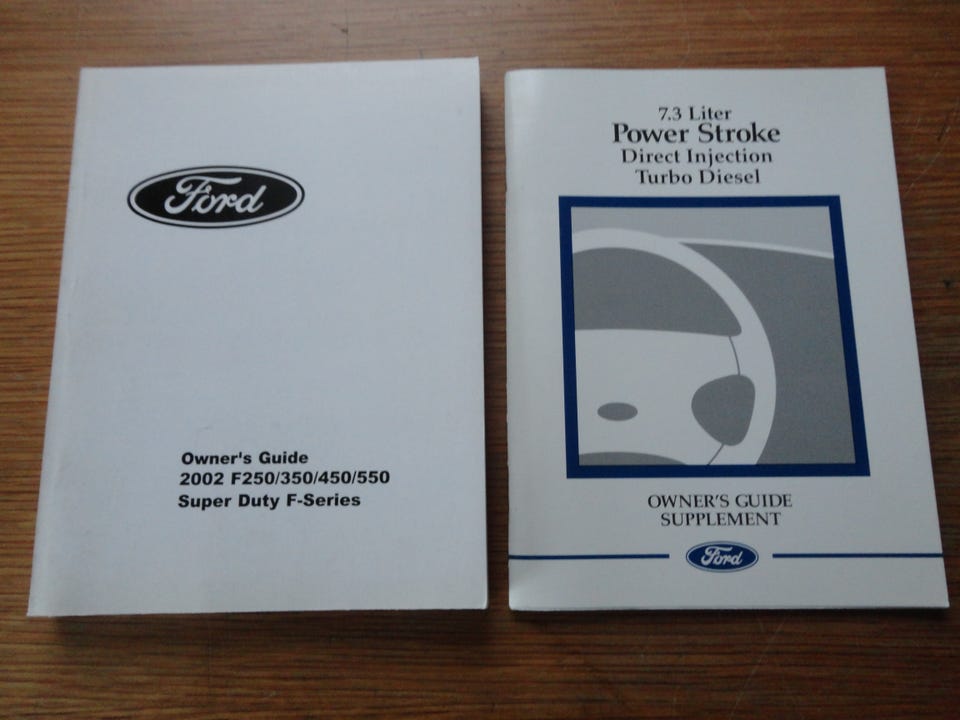 Ford
Owner's Guide
2002 F250/350/450/550
Super Duty F-Series
7.3 Liter
Power Stroke
Direct Injection
Turbo Diesel
OWNER'S GUIDE
SUPPLEMENT
Ford